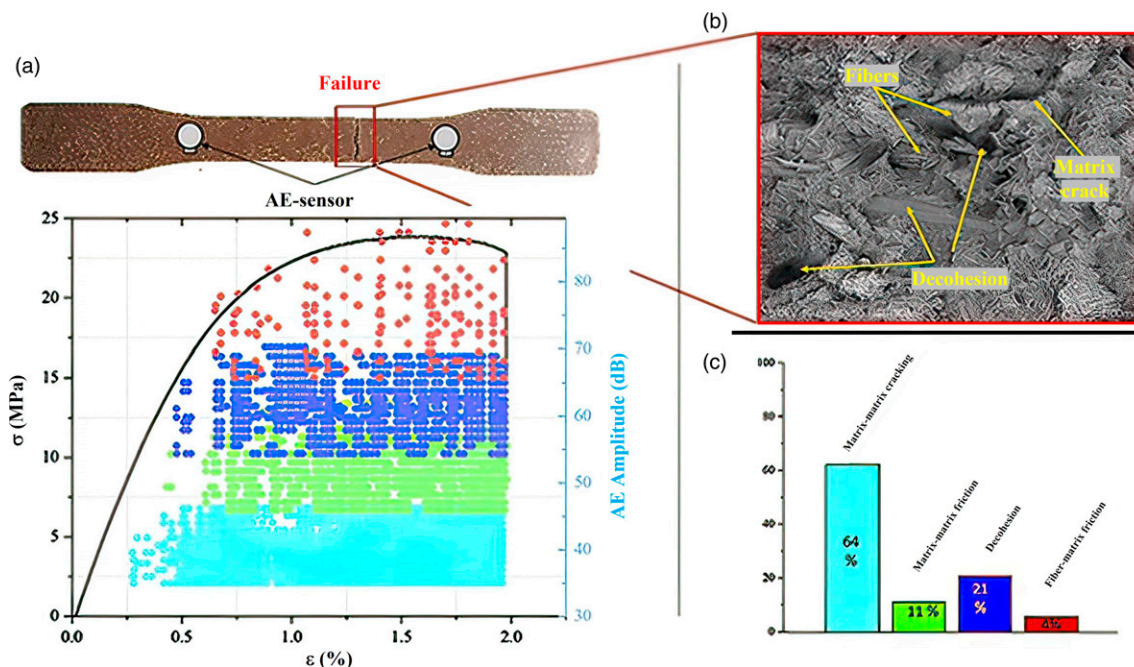 (a)
Failure
AE-sensor
25
20
15
10
5
0
σ (MPa)
0.0
0.5
1.0
1.5
2.0
ε (%)
80
70
60
50
40
30
AE Amplitude (dB)
(b)
Fibers
Matrix
crack
Decohesion
(c)
100
80
60
40
20
0
Matrix-matrix cracking
Matrix-matrix friction
Decohesion
Fiber-matrix friction
64
%
11 %
21
%
4%